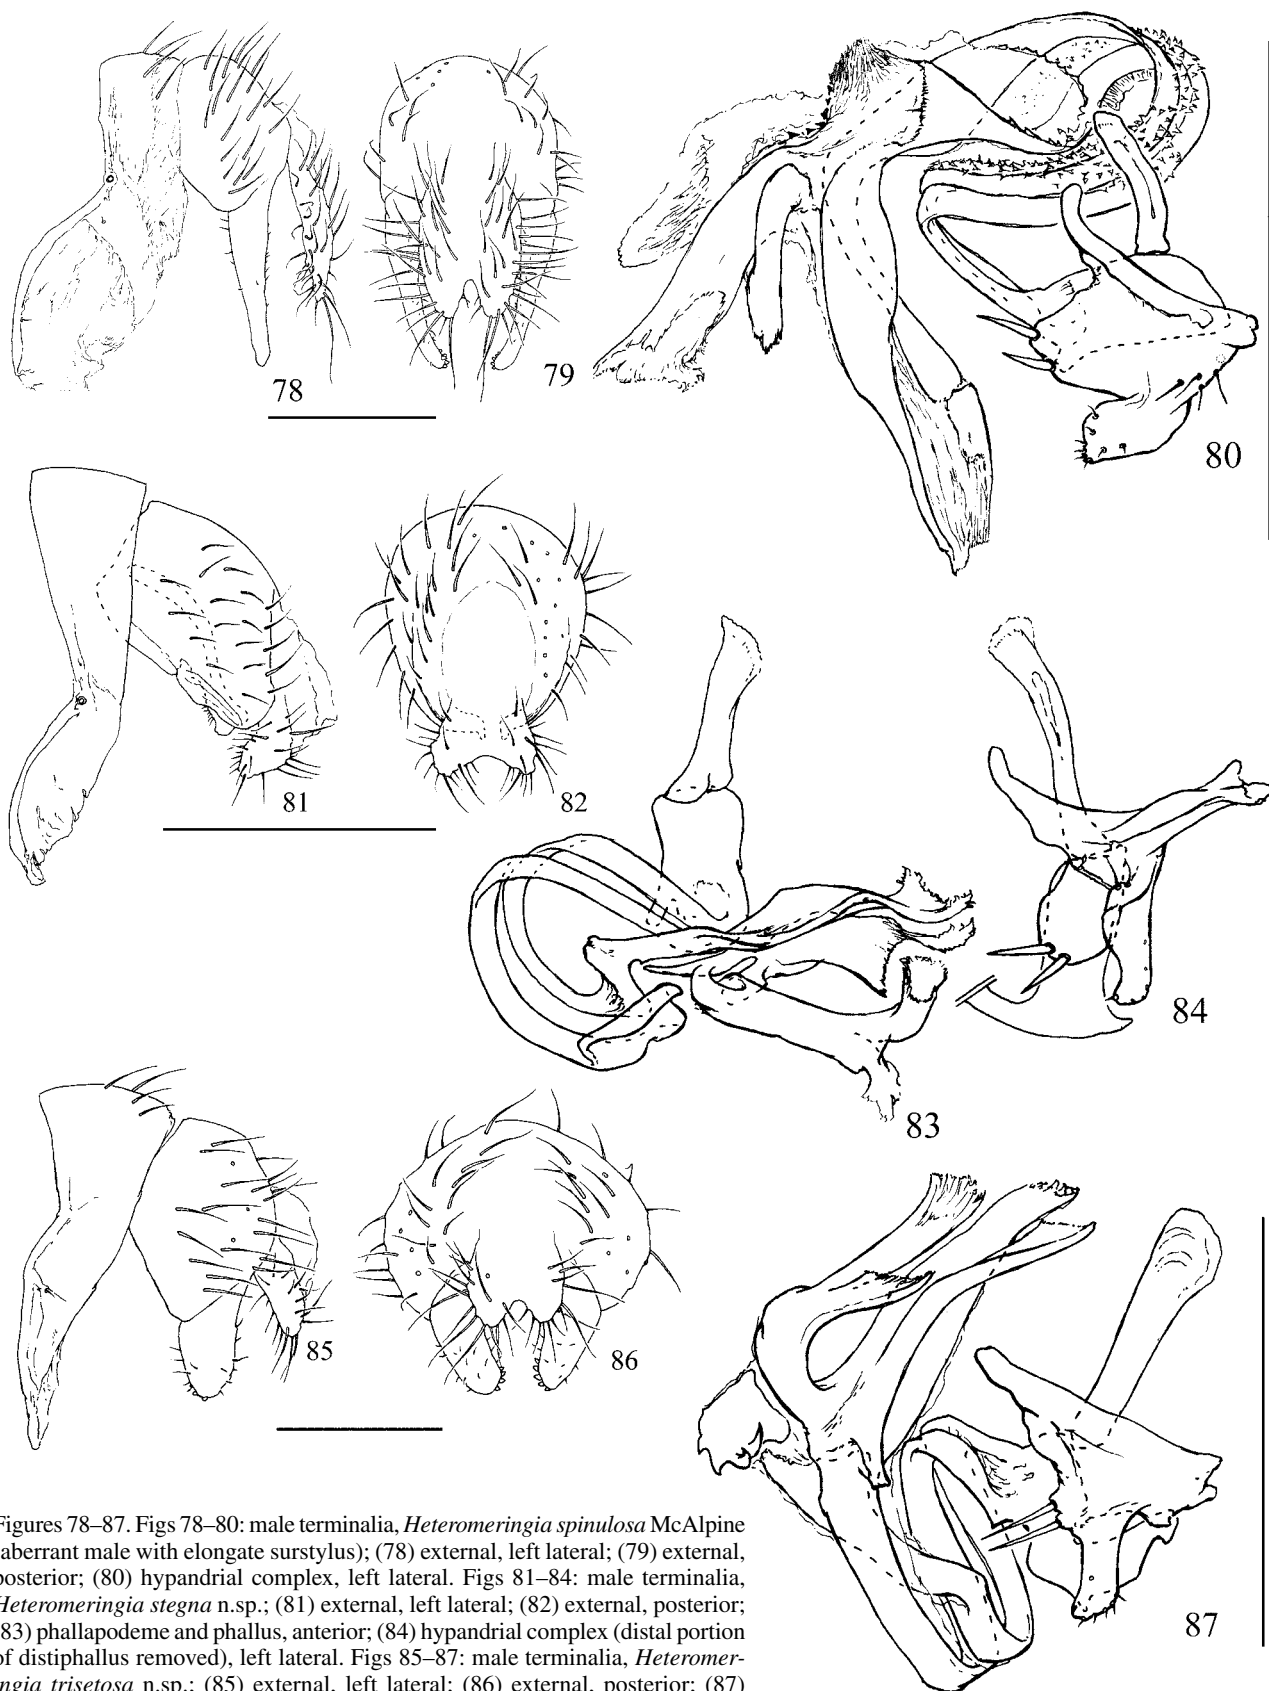 78
79
80
81
82
83
84
85
86
87
Figures 78–87. Figs 78–80: male terminalia, Heteromeringia spinulosa McAlpine
aberrant male with elongate surstylus); (78) external, left lateral; (79) external,
posterior; (80) hypandrial complex, left lateral. Figs 81–84: male terminalia,
Heteromeringia stegna n.sp.; (81) external, left lateral; (82) external, posterior;
83) phallapodeme and phallus, anterior; (84) hypandrial complex (distal portion
of distiphallus removed), left lateral. Figs 85–87: male terminalia, Heteromer-
ngia trisetosa n.sp.; (85) external, left lateral; (86) external, posterior; (87)